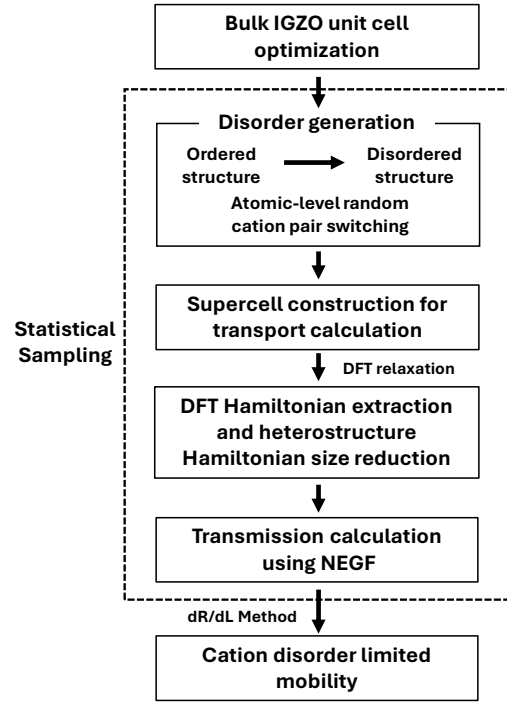 Bulk IGZO unit cell
optimization
Disorder generation
Ordered
structure
Disordered
structure
Atomic-level random
cation pair switching
Statistical
Sampling
Supercell construction for
transport calculation
DFT relaxation
DFT Hamiltonian extraction
and heterostructure
Hamiltonian size reduction
Transmission calculation
using NEGF
dR/dL Method
Cation disorder limited
mobility